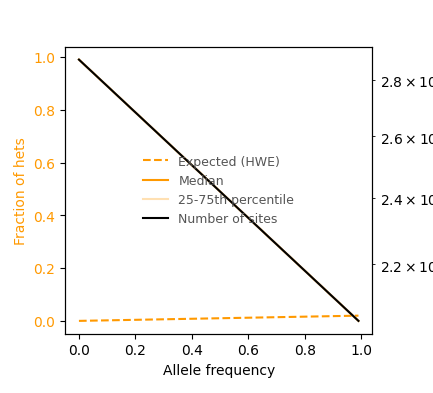 1.0
0.8
0.6
0.4
0.2
0.0
Fraction of hets
Expected (HWE)
Median
25-75th percentile
Number of sites
2.8 × 10
2.6 × 10
2.4 × 10
2.2 × 10
0.0 0.2 0.4 0.6 0.8 1.0
Allele frequency